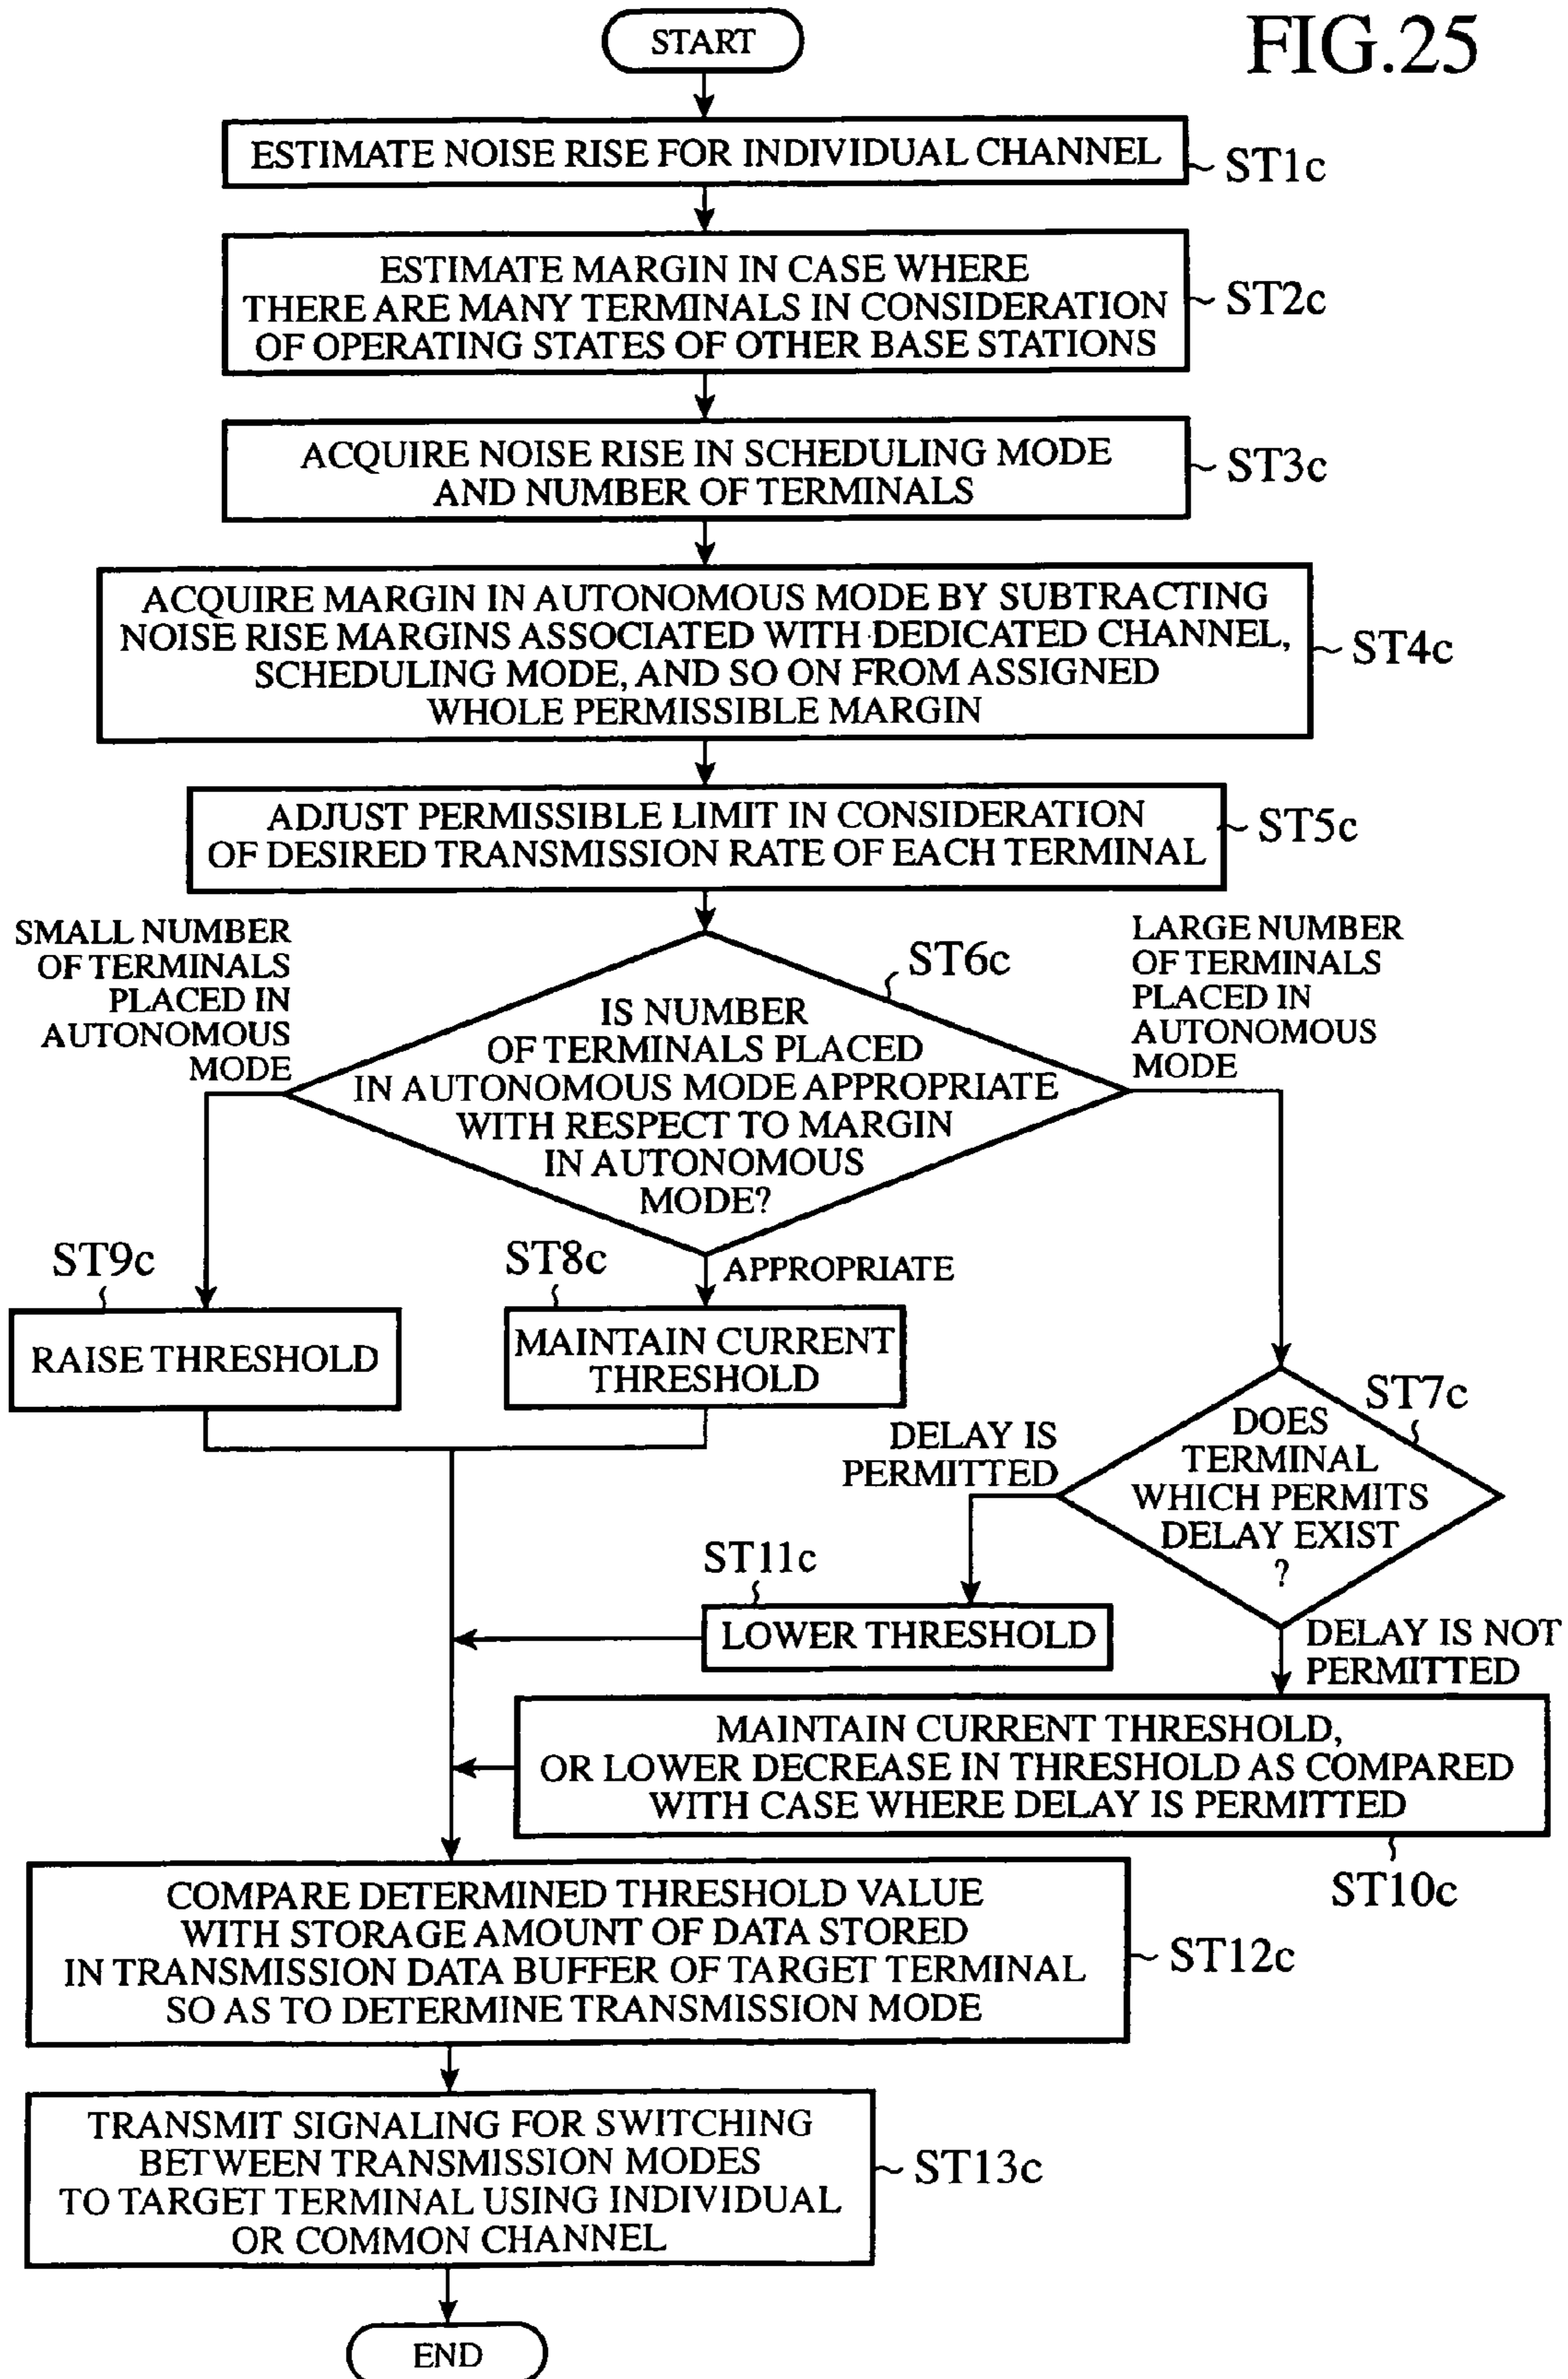 FIG.25
START
ESTIMATE NOISE RISE FOR INDIVIDUAL CHANNEL
ST1c
ESTIMATE MARGIN IN CASE WHERE
THERE ARE MANY TERMINALS IN CONSIDERATION
OF OPERATING STATES OF OTHER BASE STATIONS
ST2c
ACQUIRE NOISE RISE IN SCHEDULING MODE
AND NUMBER OF TERMINALS
ST3c
ACQUIRE MARGIN IN AUTONOMOUS MODE BY SUBTRACTING
NOISE RISE MARGINS ASSOCIATED WITH DEDICATED CHANNEL,
SCHEDULING MODE, AND SO ON FROM ASSIGNED
WHOLE PERMISSIBLE MARGIN
ST4c
ADJUST PERMISSIBLE LIMIT IN CONSIDERATION
OF DESIRED TRANSMISSION RATE OF EACH TERMINAL
ST5c
SMALL NUMBER
OF TERMINALS
PLACED IN
AUTONOMOUS
MODE
ST6c
LARGE NUMBER
OF TERMINALS
PLACED IN
AUTONOMOUS
MODE
IS NUMBER
OF TERMINALS PLACED
IN AUTONOMOUS MODE APPROPRIATE
WITH RESPECT TO MARGIN
IN AUTONOMOUS
MODE?
ST9c
RAISE THRESHOLD
ST8c
APPROPRIATE
MAINTAIN CURRENT
THRESHOLD
ST7c
DOES
TERMINAL
WHICH PERMITS
DELAY EXIST
?
DELAY IS
PERMITTED
ST11c
LOWER THRESHOLD
DELAY IS NOT
PERMITTED
MAINTAIN CURRENT THRESHOLD,
OR LOWER DECREASE IN THRESHOLD AS COMPARED
WITH CASE WHERE DELAY IS PERMITTED
ST10c
COMPARE DETERMINED THRESHOLD VALUE
WITH STORAGE AMOUNT OF DATA STORED
IN TRANSMISSION DATA BUFFER OF TARGET TERMINAL
SO AS TO DETERMINE TRANSMISSION MODE
ST12c
TRANSMIT SIGNALING FOR SWITCHING
BETWEEN TRANSMISSION MODES
TO TARGET TERMINAL USING INDIVIDUAL
OR COMMON CHANNEL
ST13c
END